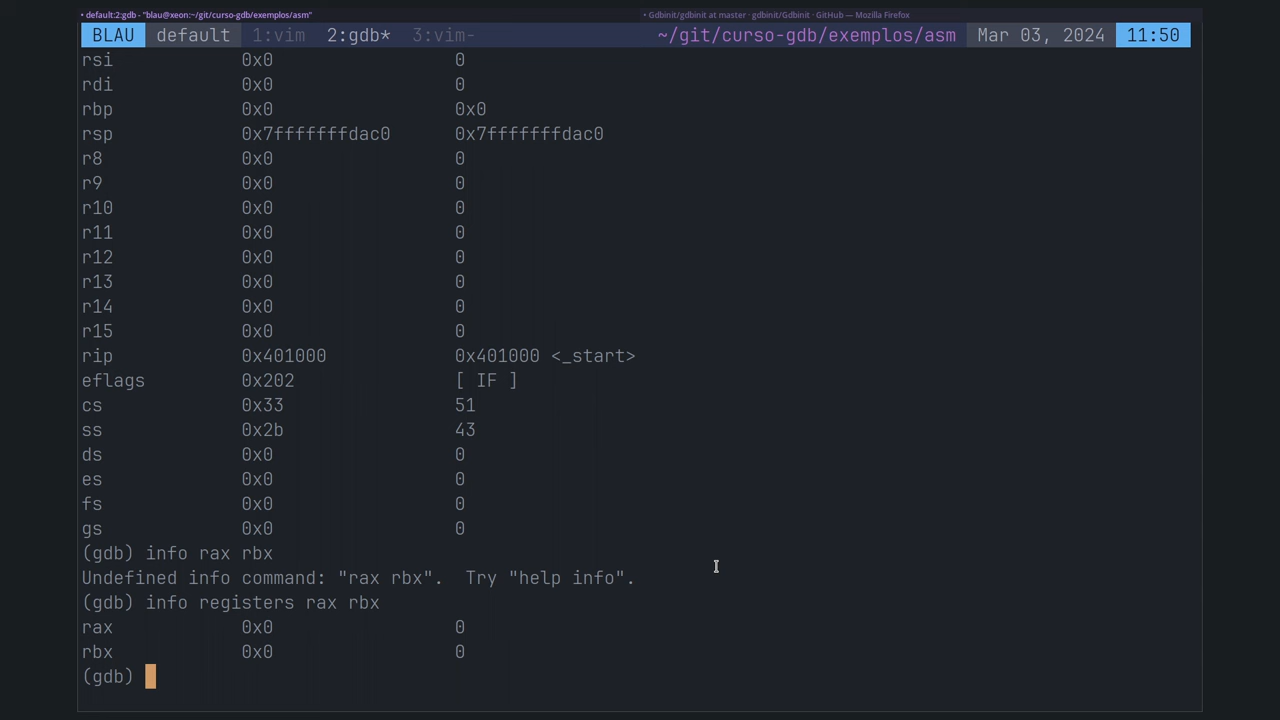 • default:2:gdb - "blau@xeon:~/git/curso-gdb/exemplos/asm"
• Gdbinit/gdbinit at master · gdbinit/Gdbinit · GitHub — Mozilla Firefox
BLAU default 1:vim 2:gdb* 3:vim- ~/git/curso-gdb/exemplos/asm Mar 03, 2024 11:50
rsi 0x0 0
rdi 0x0 0
rbp 0x0 0x0
rsp 0x7fffffffdac0 0x7fffffffdac0
r8 0x0 0
r9 0x0 0
r10 0x0 0
r11 0x0 0
r12 0x0 0
r13 0x0 0
r14 0x0 0
r15 0x0 0
rip 0x401000 0x401000 <_start>
eflags 0x202 [ IF ]
cs 0x33 51
ss 0x2b 43
ds 0x0 0
es 0x0 0
fs 0x0 0
gs 0x0 0
(gdb) info rax rbx
Undefined info command: "rax rbx".  Try "help info".
(gdb) info registers rax rbx
rax 0x0 0
rbx 0x0 0
(gdb)